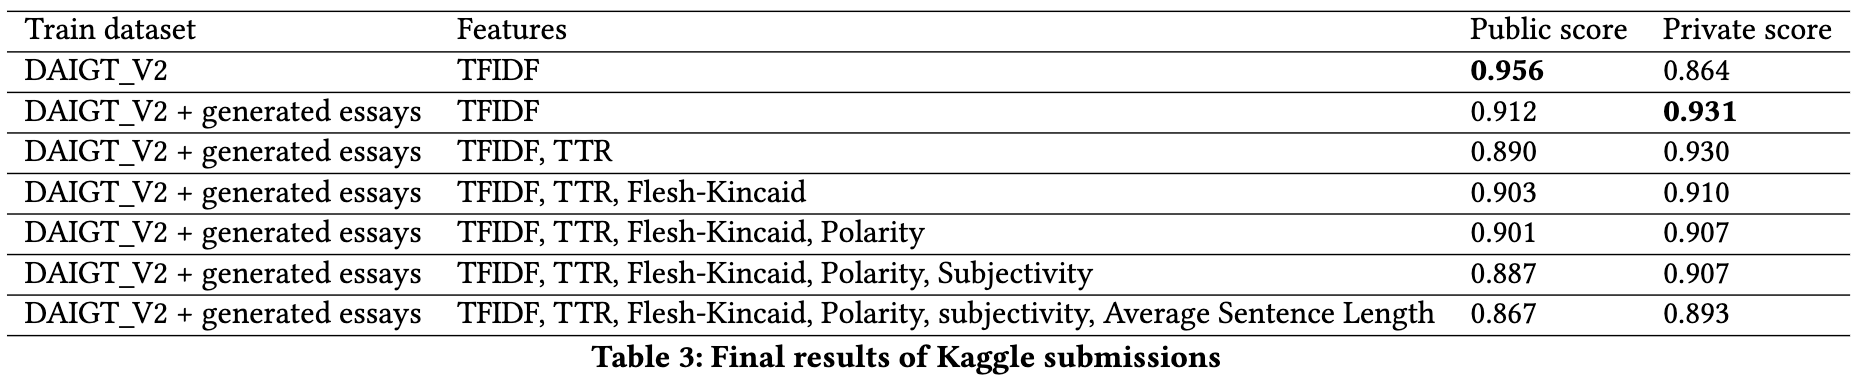 Train dataset Features Public score Private score
DAIGT_V2 TFIDF 0.956 0.864
DAIGT_V2 + generated essays TFIDF 0.912 0.931
DAIGT_V2 + generated essays TFIDF, TTR 0.890 0.930
DAIGT_V2 + generated essays TFIDF, TTR, Flesh-Kincaid 0.903 0.910
DAIGT_V2 + generated essays TFIDF, TTR, Flesh-Kincaid, Polarity 0.901 0.907
DAIGT_V2 + generated essays TFIDF, TTR, Flesh-Kincaid, Polarity, Subjectivity 0.887 0.907
DAIGT_V2 + generated essays TFIDF, TTR, Flesh-Kincaid, Polarity, subjectivity, Average Sentence Length 0.867 0.893
Table 3: Final results of Kaggle submissions